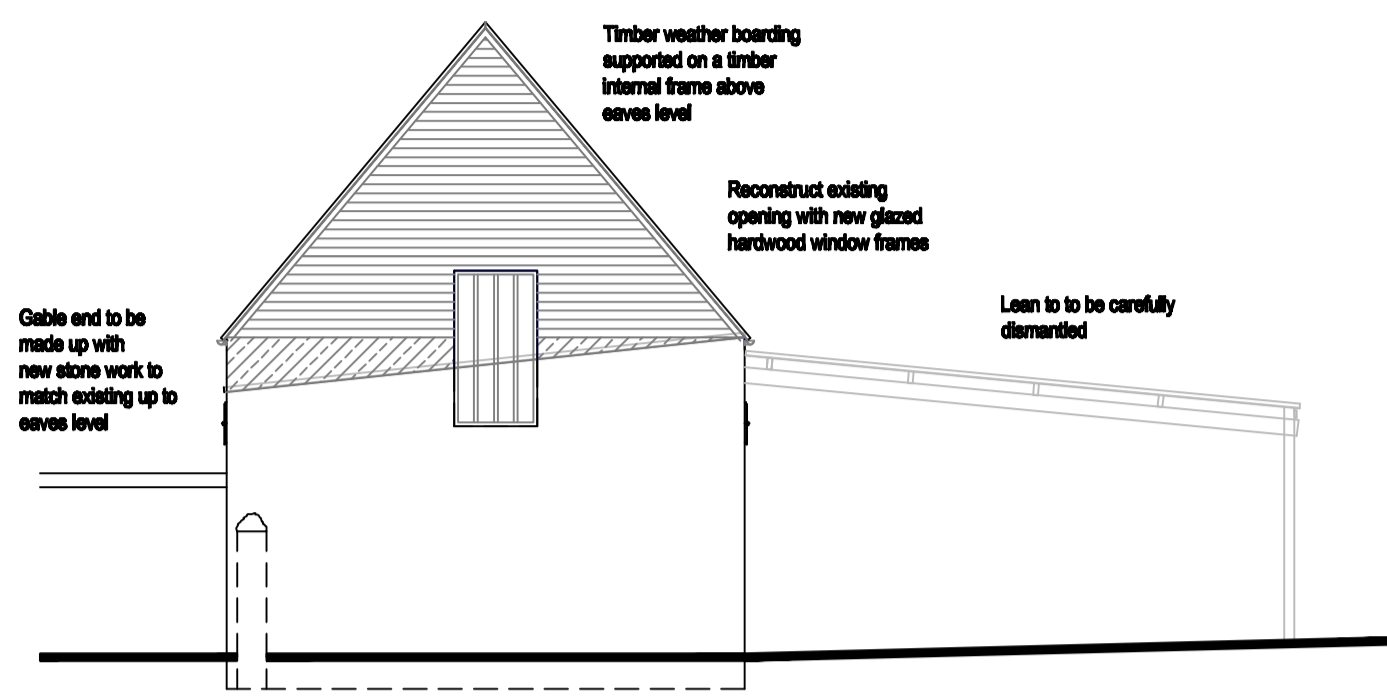 Timber weather boarding
supported on a timber
internal frame above
eaves level
Reconstruct existing
opening with new glazed
hardwood window frames
Lean to to be carefully
dismantled
Gable end to be
made up with
new stone work to
match existing up to
eaves level